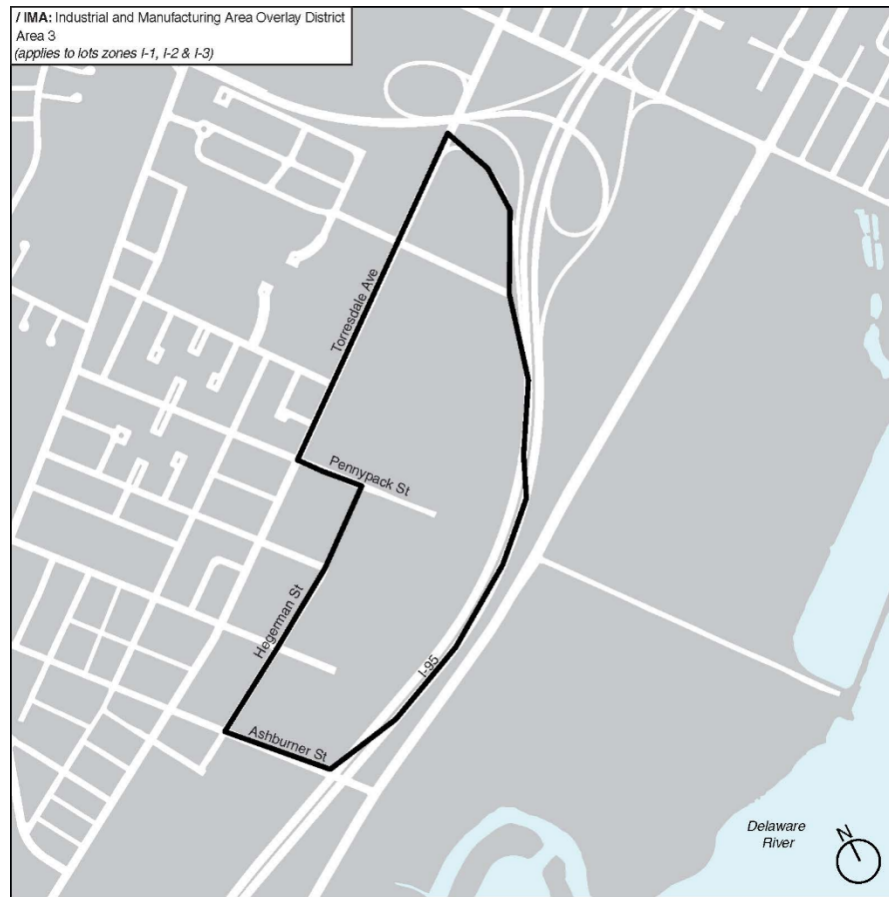 / IMA: Industrial and Manufacturing Area Overlay District
Area 3
(applies to lots zones I-1, I-2 & I-3)
Torresdale Ave
Pennypack St
Hegerman St
I-95
Ashburner St
Delaware
River
N